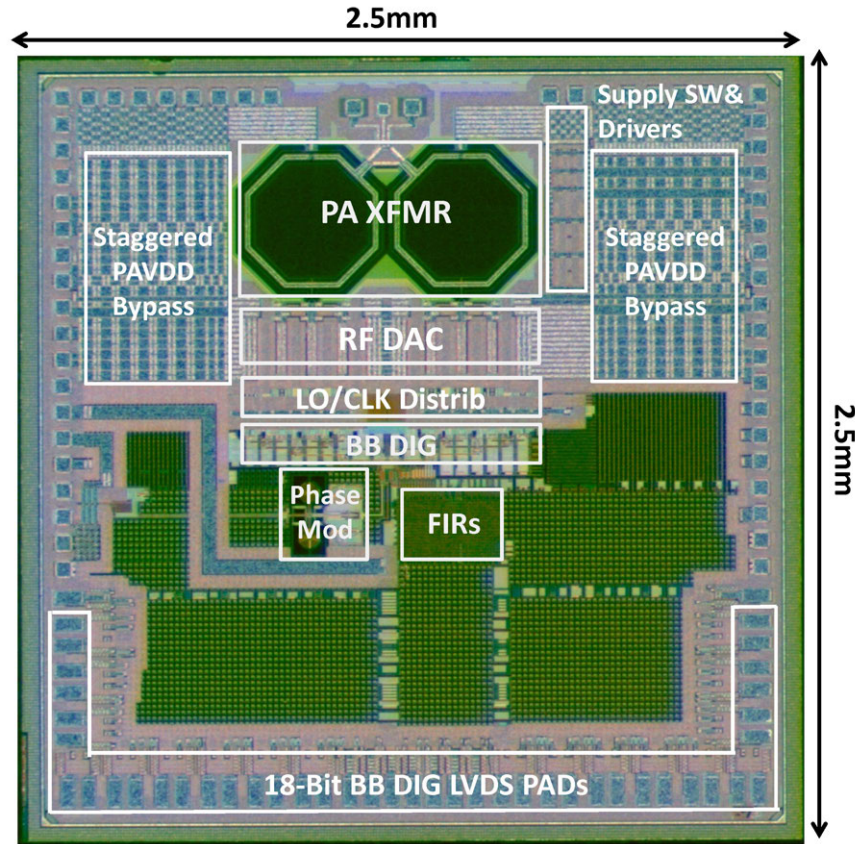 2.5mm
Supply SW&
Drivers
PA XFMR
Staggered
PAVDD
Bypass
Staggered
PAVDD
Bypass
RF DAC
LO/CLK Distrib
BB DIG
2.5mm
Phase
Mod
FIRs
18-Bit BB DIG LVDS PADs